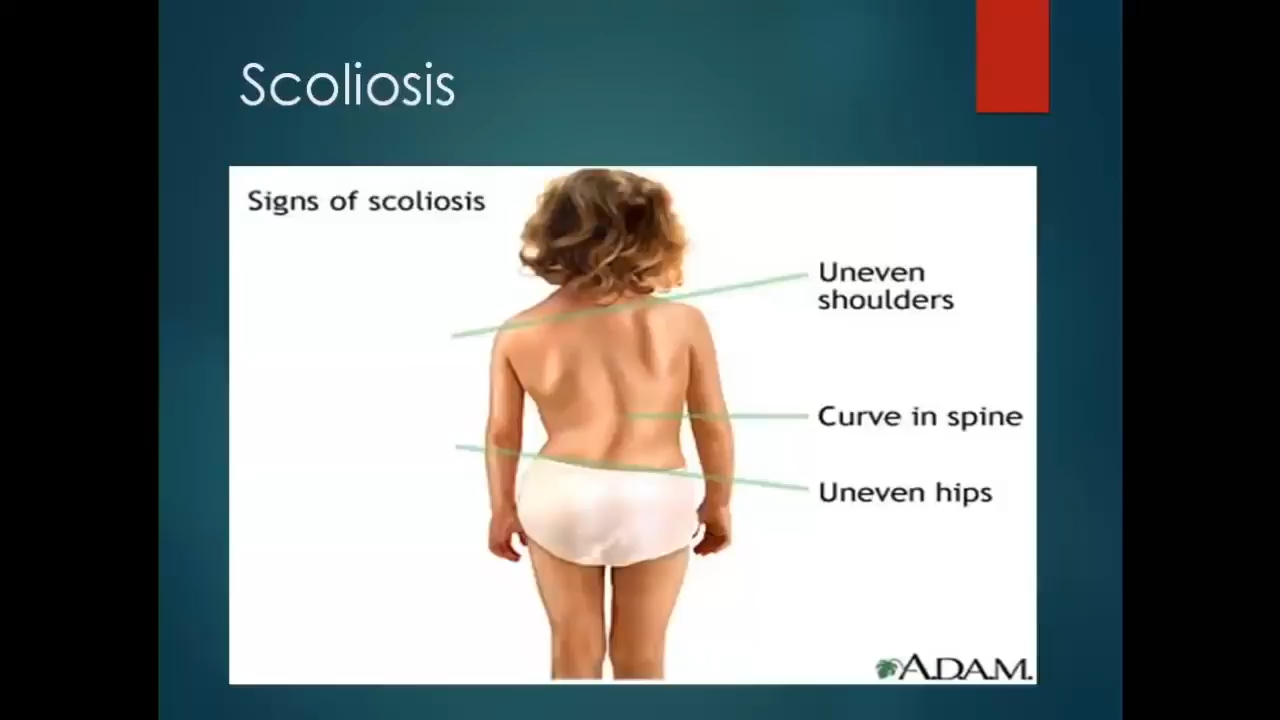 Scoliosis
Signs of scoliosis
Uneven
shoulders
Curve in spine
Uneven hips
A.D.A.M.